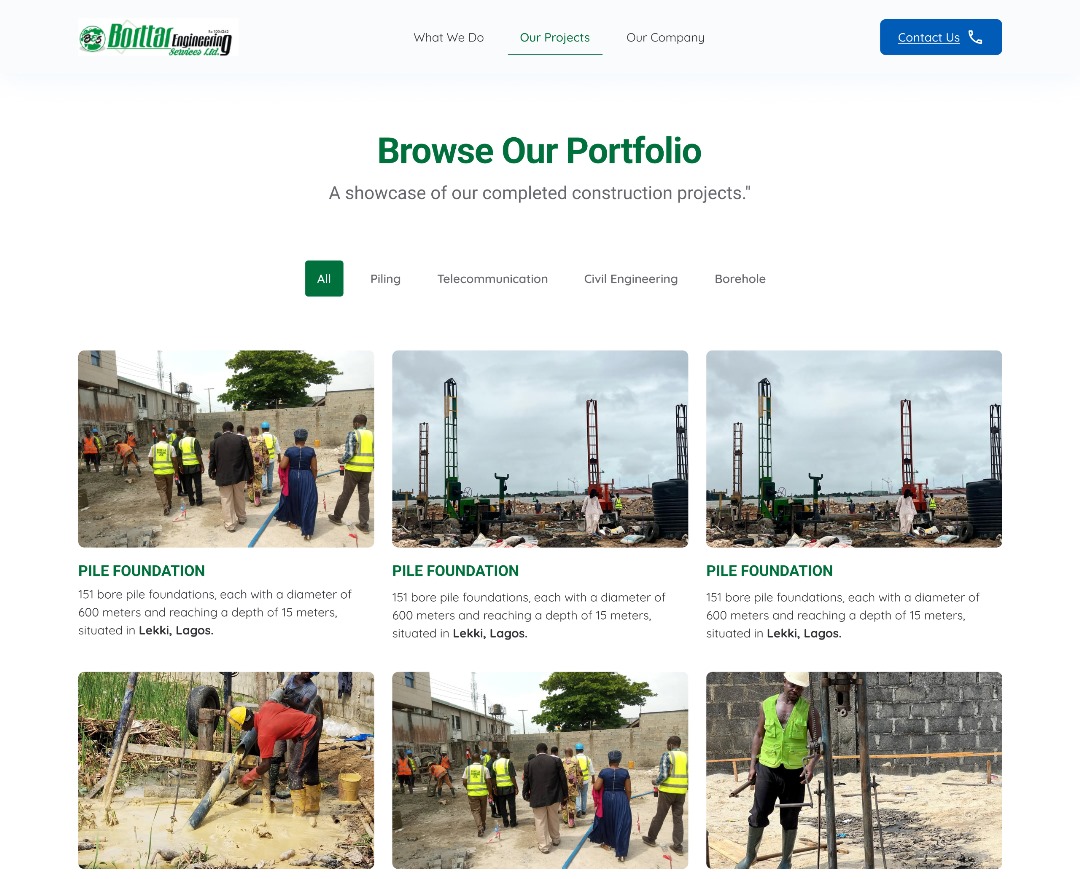 B&S Borttar Engineering
Services Ltd.
What We Do
Our Projects
Our Company
Contact Us
Browse Our Portfolio
A showcase of our completed construction projects."
All
Piling
Telecommunication
Civil Engineering
Borehole
PILE FOUNDATION
151 bore pile foundations, each with a diameter of
600 meters and reaching a depth of 15 meters,
situated in Lekki, Lagos.
PILE FOUNDATION
151 bore pile foundations, each with a diameter of
600 meters and reaching a depth of 15 meters,
situated in Lekki, Lagos.
PILE FOUNDATION
151 bore pile foundations, each with a diameter of
600 meters and reaching a depth of 15 meters,
situated in Lekki, Lagos.